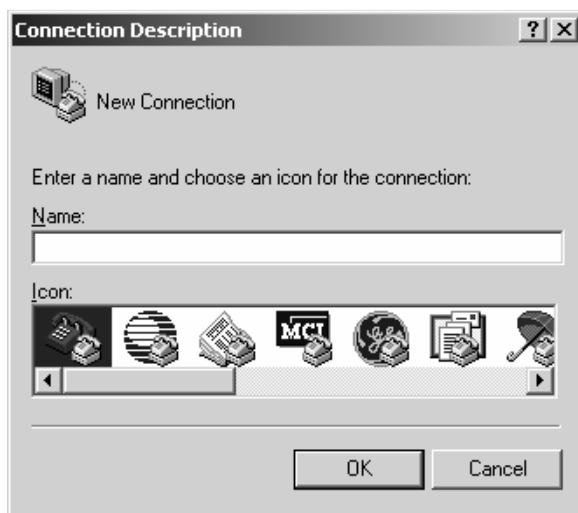 Connection Description
New Connection
Enter a name and choose an icon for the connection:
Name:
Icon:
MCI
OK Cancel